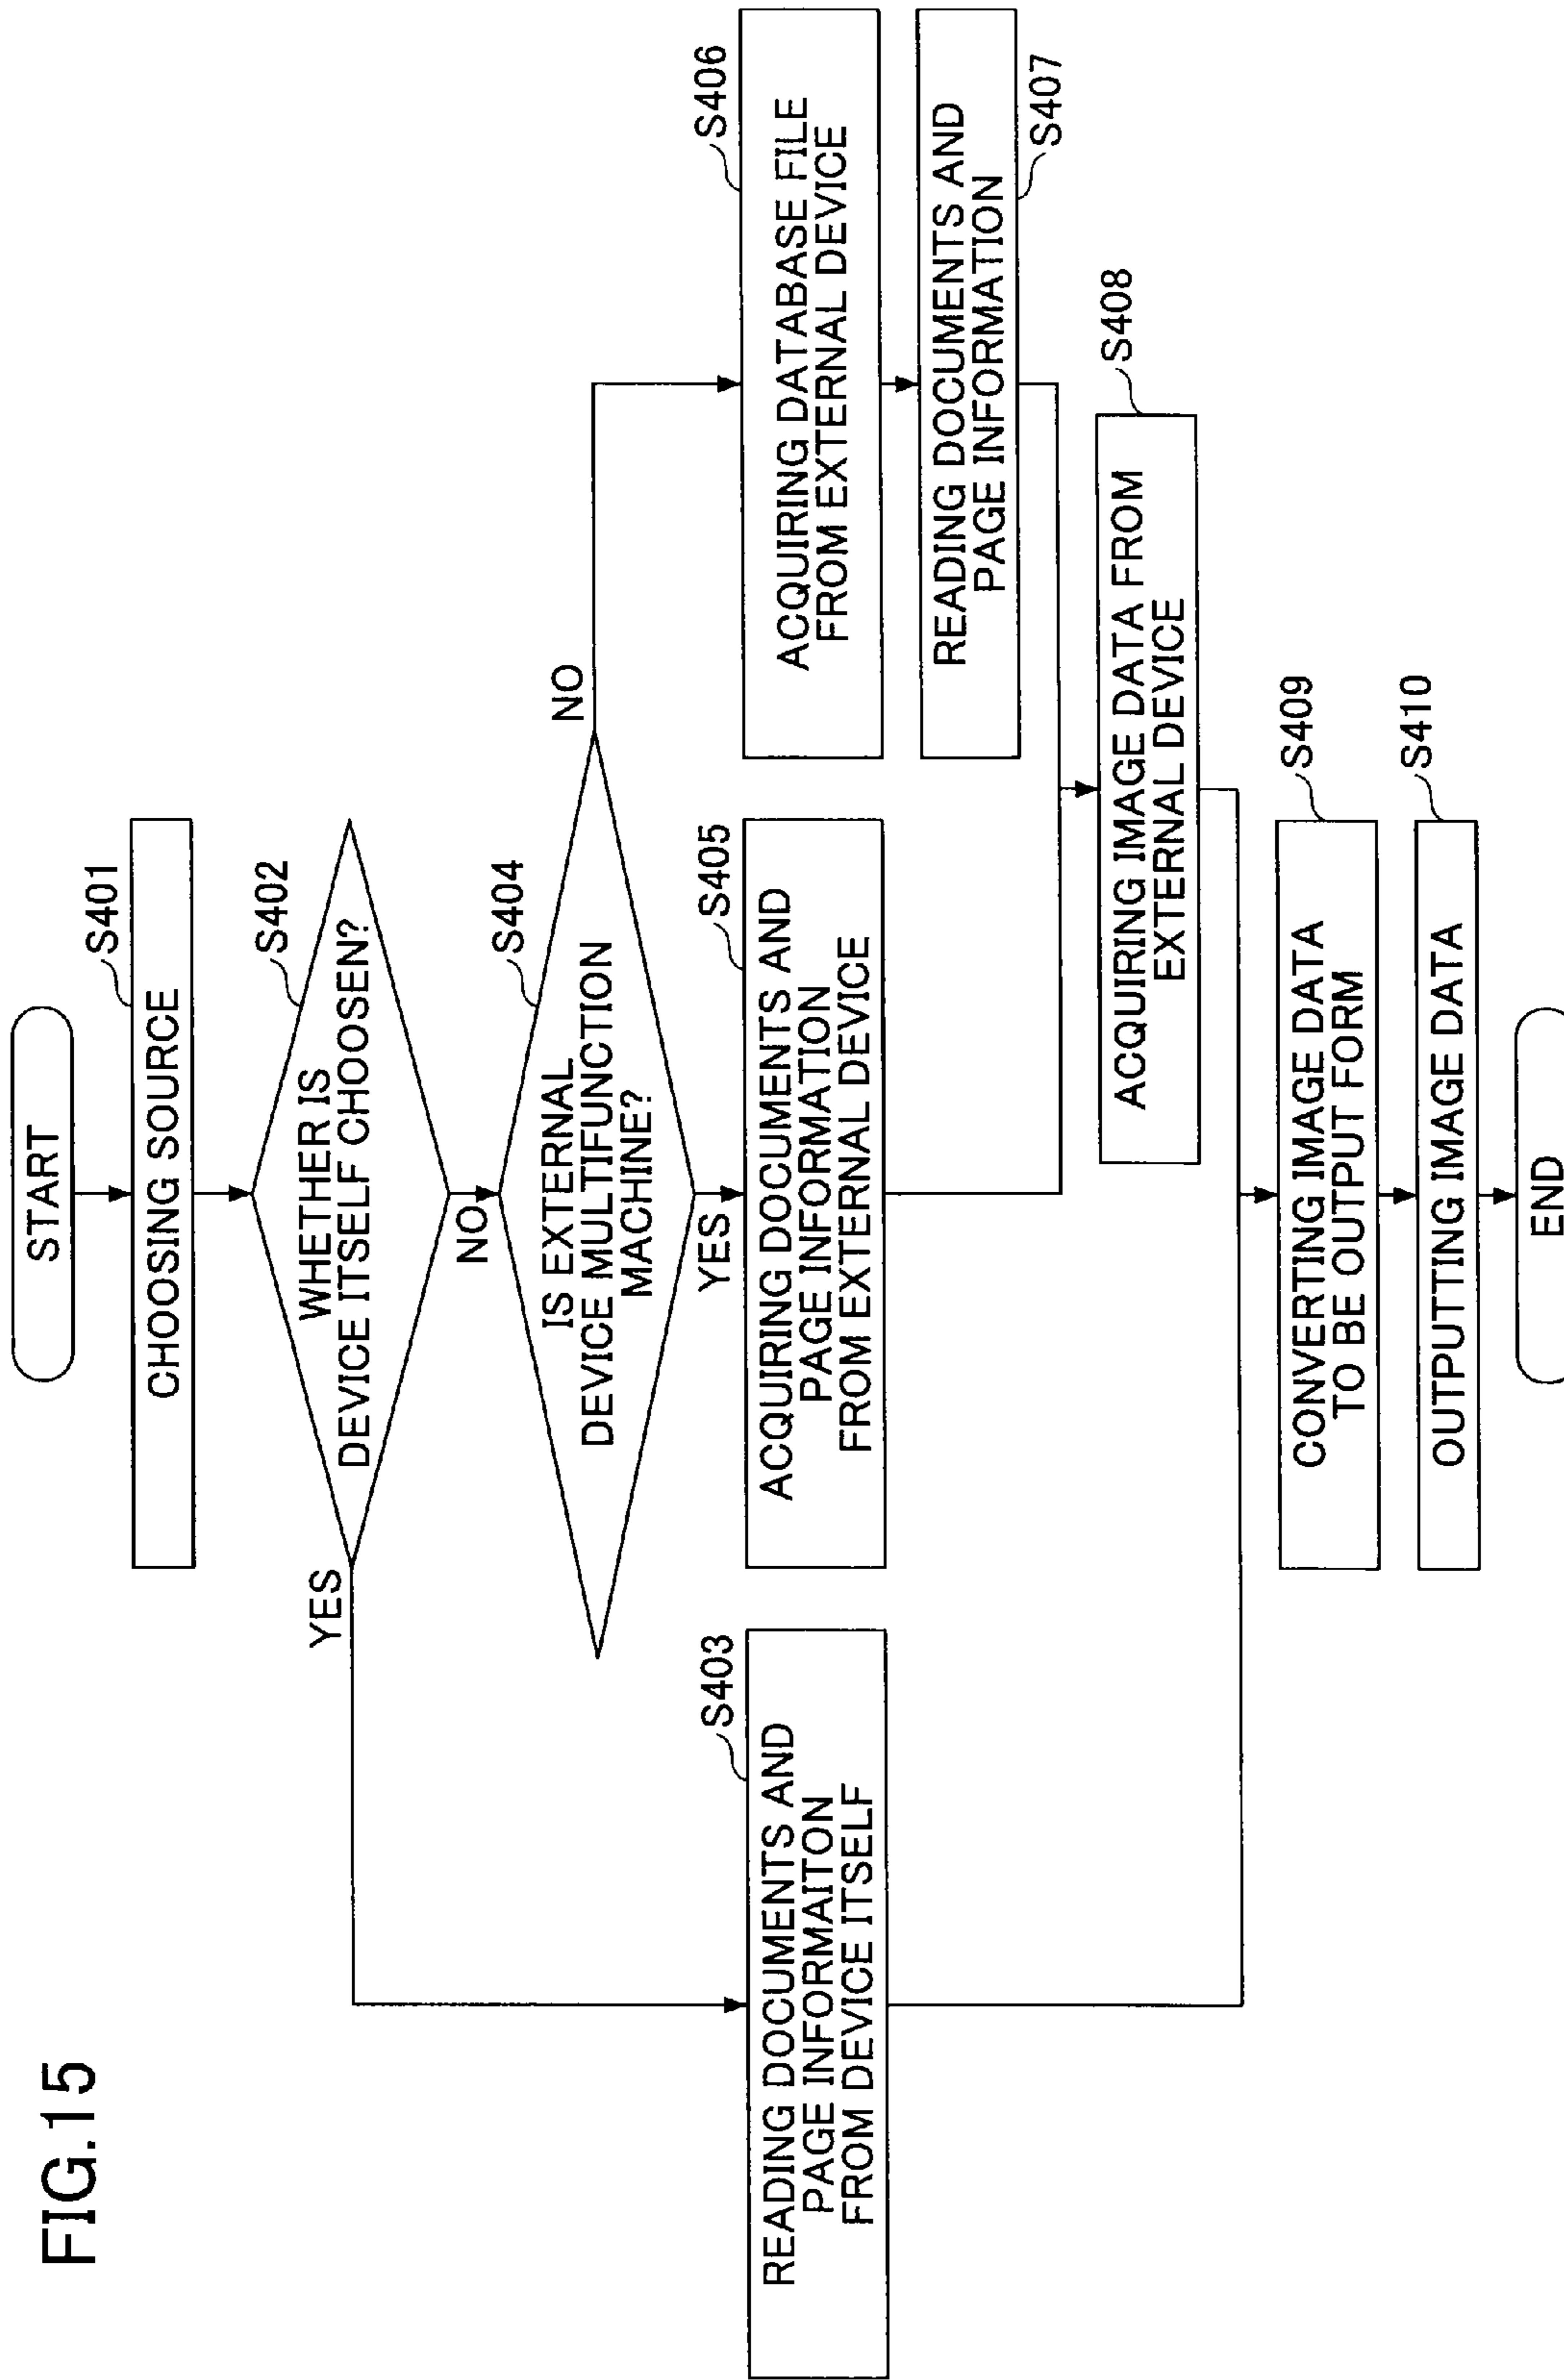 FIG.15
START
CHOOSING SOURCE
S401
WHETHER IS
DEVICE ITSELF CHOOSEN?
S402
YES
NO
IS EXTERNAL
DEVICE MULTIFUNCTION
MACHINE?
S404
NO
YES
READING DOCUMENTS AND
PAGE INFORMAITON
FROM DEVICE ITSELF
S403
ACQUIRING DOCUMENTS AND
PAGE INFORMATION
FROM EXTERNAL DEVICE
S405
ACQUIRING DATABASE FILE
FROM EXTERNAL DEVICE
S406
READING DOCUMENTS AND
PAGE INFORMATION
S407
ACQUIRING IMAGE DATA FROM
EXTERNAL DEVICE
S408
CONVERTING IMAGE DATA
TO BE OUTPUT FORM
S409
OUTPUTTING IMAGE DATA
S410
END